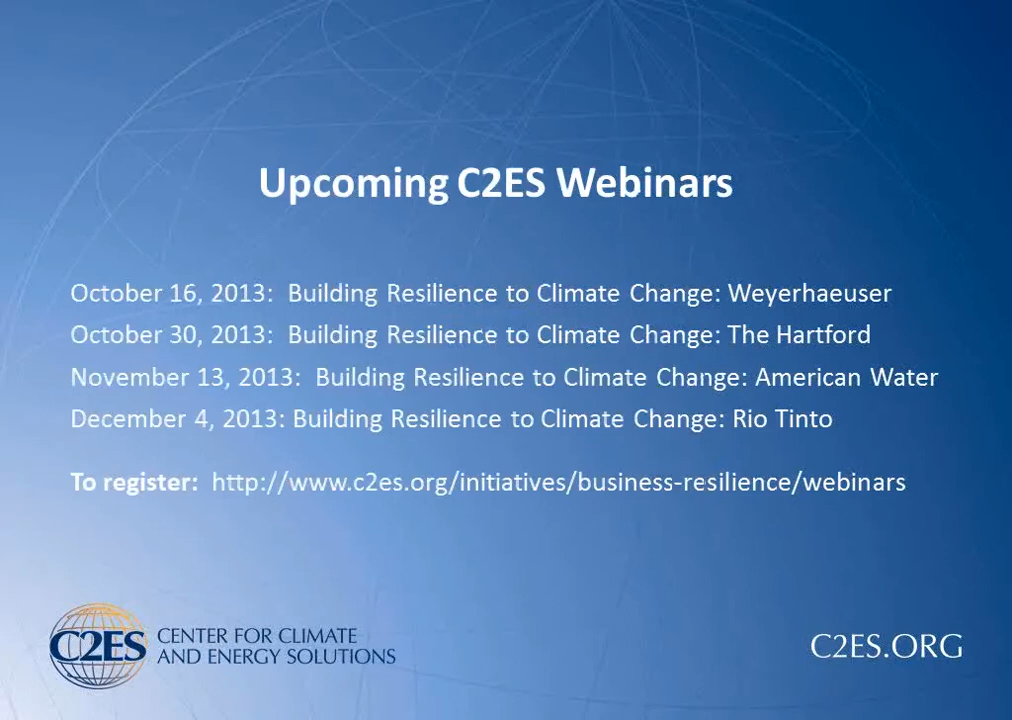 Upcoming C2ES Webinars
October 16, 2013: Building Resilience to Climate Change: Weyerhaeuser
October 30, 2013: Building Resilience to Climate Change: The Hartford
November 13, 2013: Building Resilience to Climate Change: American Water
December 4, 2013: Building Resilience to Climate Change: Rio Tinto
To register: http://www.c2es.org/initiatives/business-resilience/webinars
C2ES CENTER FOR CLIMATE
AND ENERGY SOLUTIONS
C2ES.ORG